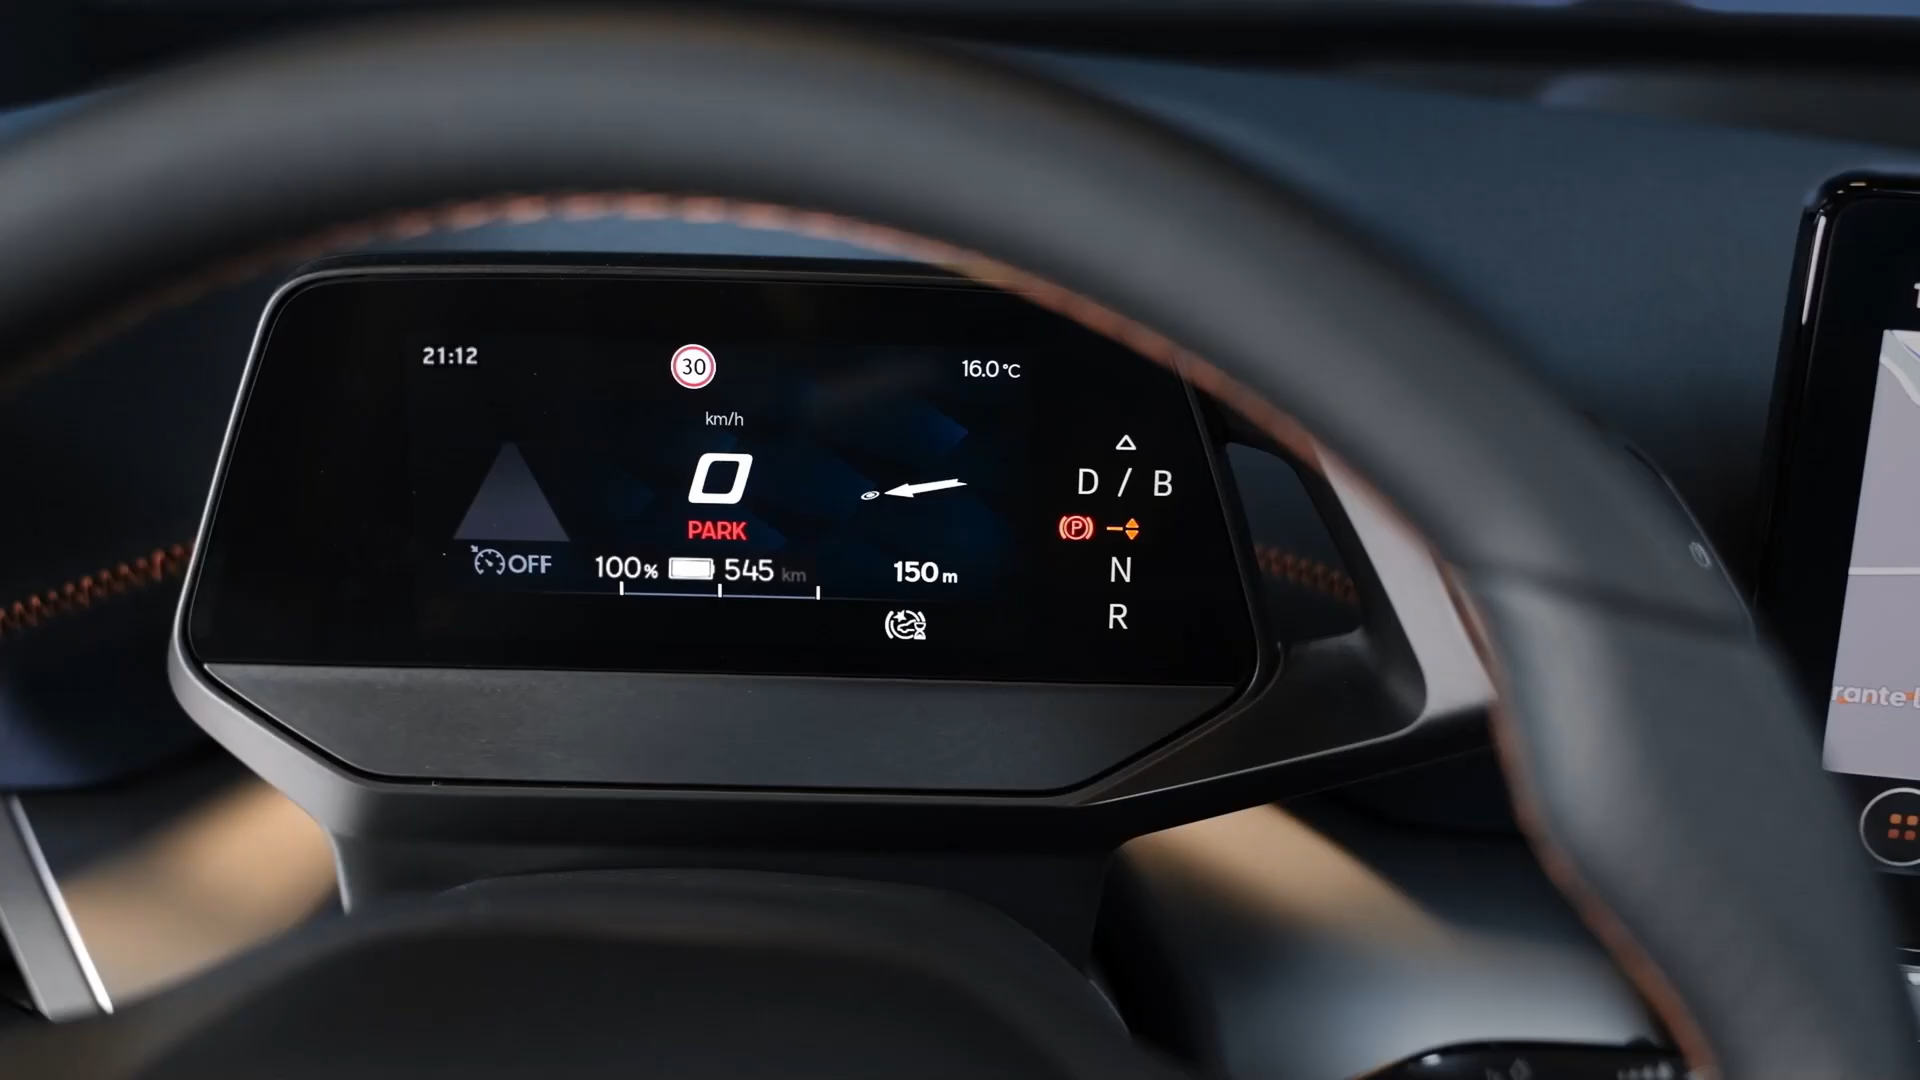 21:12
30
16.0°C
km/h
0
D / B
PARK
P
OFF
100% 545 km
150 m
N
R
rante